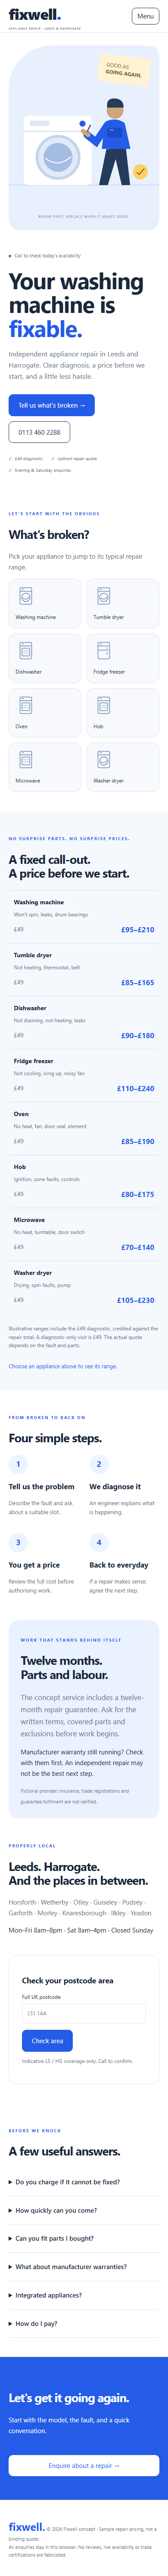 fixwell.
Menu
APPLIANCE REPAIR · LEEDS & HARROGATE
GOOD AS
GOING AGAIN.
REPAIR FIRST. REPLACE WHEN IT MAKES SENSE.
Call to check today's availability
Your washing
machine is
fixable.
Independent appliance repair in Leeds and
Harrogate. Clear diagnosis, a price before we
start, and a little less hassle.
Tell us what's broken →
0113 460 2288
✓ £49 diagnosis ✓ Upfront repair quote
✓ Evening & Saturday enquiries
LET'S START WITH THE OBVIOUS
What's broken?
Pick your appliance to jump to its typical repair
range.
Washing machine
Tumble dryer
Dishwasher
Fridge freezer
Oven
Hob
Microwave
Washer dryer
NO SURPRISE PARTS. NO SURPRISE PRICES.
A fixed call-out.
A price before we start.
Washing machine
Won't spin, leaks, drum bearings
£49 £95–£210
Tumble dryer
Not heating, thermostat, belt
£49 £85–£165
Dishwasher
Not draining, not heating, leaks
£49 £90–£180
Fridge freezer
Not cooling, icing up, noisy fan
£49 £110–£240
Oven
No heat, fan, door seal, element
£49 £85–£190
Hob
Ignition, zone faults, controls
£49 £80–£175
Microwave
No heat, turntable, door switch
£49 £70–£140
Washer dryer
Drying, spin faults, pump
£49 £105–£230
Illustrative ranges include the £49 diagnosis, credited against the
repair total. A diagnostic-only visit is £49. The actual quote
depends on the fault and parts.
Choose an appliance above to see its range.
FROM BROKEN TO BACK ON
Four simple steps.
1
Tell us the problem
Describe the fault and ask
about a suitable slot.
2
We diagnose it
An engineer explains what
is happening.
3
You get a price
Review the full cost before
authorising work.
4
Back to everyday
If a repair makes sense,
agree the next step.
WORK THAT STANDS BEHIND ITSELF
Twelve months.
Parts and labour.
The concept service includes a twelve-
month repair guarantee. Ask for the
written terms, covered parts and
exclusions before work begins.
Manufacturer warranty still running? Check
with them first. An independent repair may
not be the best next step.
Fictional provider: insurance, trade registrations and
guarantee fulfilment are not verified.
PROPERLY LOCAL
Leeds. Harrogate.
And the places in between.
Horsforth · Wetherby · Otley · Guiseley · Pudsey ·
Garforth · Morley · Knaresborough · Ilkley · Yeadon
Mon–Fri 8am–8pm · Sat 8am–4pm · Closed Sunday
Check your postcode area
Full UK postcode
LS1 1AA
Check area
Indicative LS / HG coverage only. Call to confirm.
BEFORE WE KNOCK
A few useful answers.
Do you charge if it cannot be fixed?
How quickly can you come?
Can you fit parts I bought?
What about manufacturer warranties?
Integrated appliances?
How do I pay?
Let's get it going again.
Start with the model, the fault, and a quick
conversation.
Enquire about a repair →
fixwell. © 2026 Fixwell concept · Sample repair pricing, not a
binding quote.
All enquiries stay in this browser. No reviews, live availability or trade
certifications are fabricated.